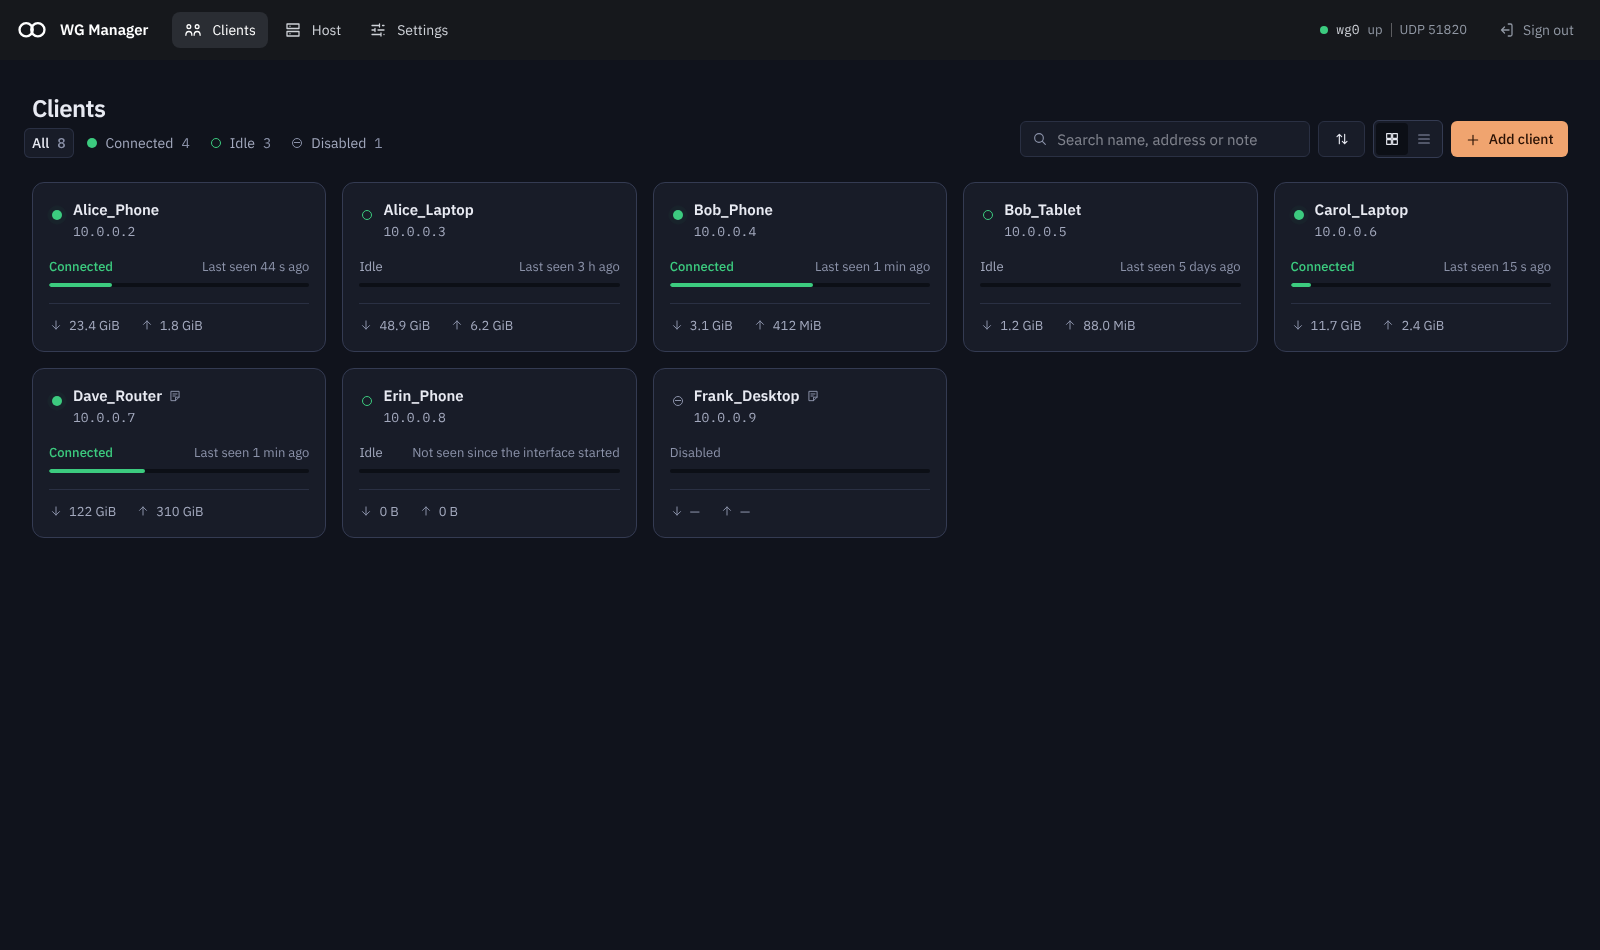 WG Manager
Clients
Host
Settings
wg0 up | UDP 51820
Sign out
Clients
All 8
Connected 4
Idle 3
Disabled 1
Search name, address or note
Add client
Alice_Phone
10.0.0.2
Connected
Last seen 44 s ago
23.4 GiB
1.8 GiB
Alice_Laptop
10.0.0.3
Idle
Last seen 3 h ago
48.9 GiB
6.2 GiB
Bob_Phone
10.0.0.4
Connected
Last seen 1 min ago
3.1 GiB
412 MiB
Bob_Tablet
10.0.0.5
Idle
Last seen 5 days ago
1.2 GiB
88.0 MiB
Carol_Laptop
10.0.0.6
Connected
Last seen 15 s ago
11.7 GiB
2.4 GiB
Dave_Router
10.0.0.7
Connected
Last seen 1 min ago
122 GiB
310 GiB
Erin_Phone
10.0.0.8
Idle
Not seen since the interface started
0 B
0 B
Frank_Desktop
10.0.0.9
Disabled
—
—